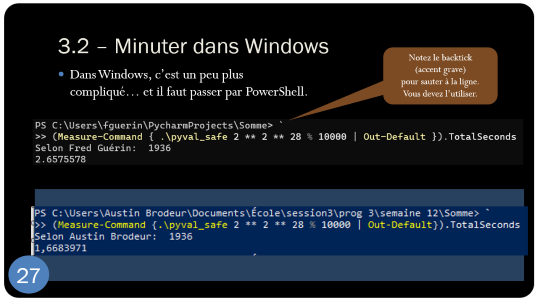 3.2 – Minuter dans Windows
Notez le backtick
(accent grave)
pour sauter à la ligne.
Vous devez l'utiliser.
• Dans Windows, c'est un peu plus
compliqué… et il faut passer par PowerShell.
PS C:\Users\fguerin\PycharmProjects\Somme> `
>> (Measure-Command { .\pyval_safe 2 ** 2 ** 28 % 10000 | Out-Default }).TotalSeconds
Selon Fred Guérin:  1936
2.6575578
PS C:\Users\Austin Brodeur\Documents\École\session3\prog 3\semaine 12\Somme> `
>> (Measure-Command {.\pyval_safe 2 ** 2 ** 28 % 10000 | Out-Default}).TotalSeconds
Selon Austin Brodeur:  1936
1,6683971
27